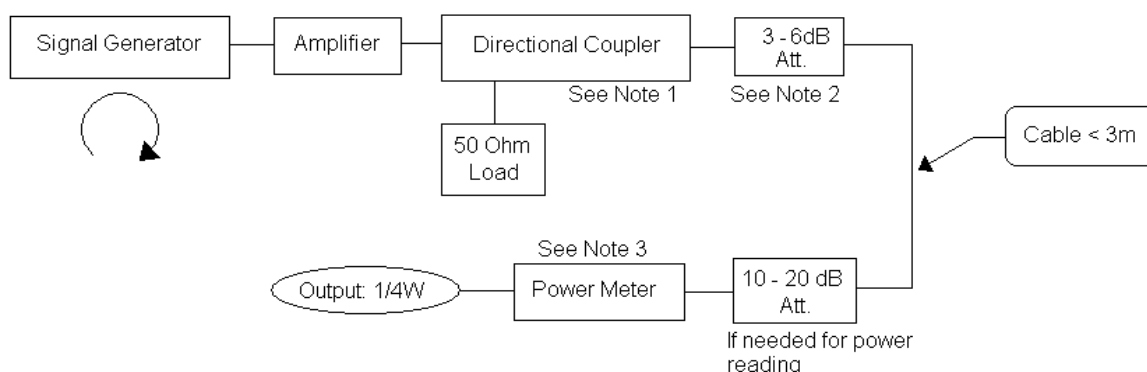 Signal Generator
Amplifier
Directional Coupler
3 - 6dB
Att.
See Note 1
See Note 2
50 Ohm
Load
Cable < 3m
See Note 3
Output: 1/4W
Power Meter
10 - 20 dB
Att.
If needed for power
reading